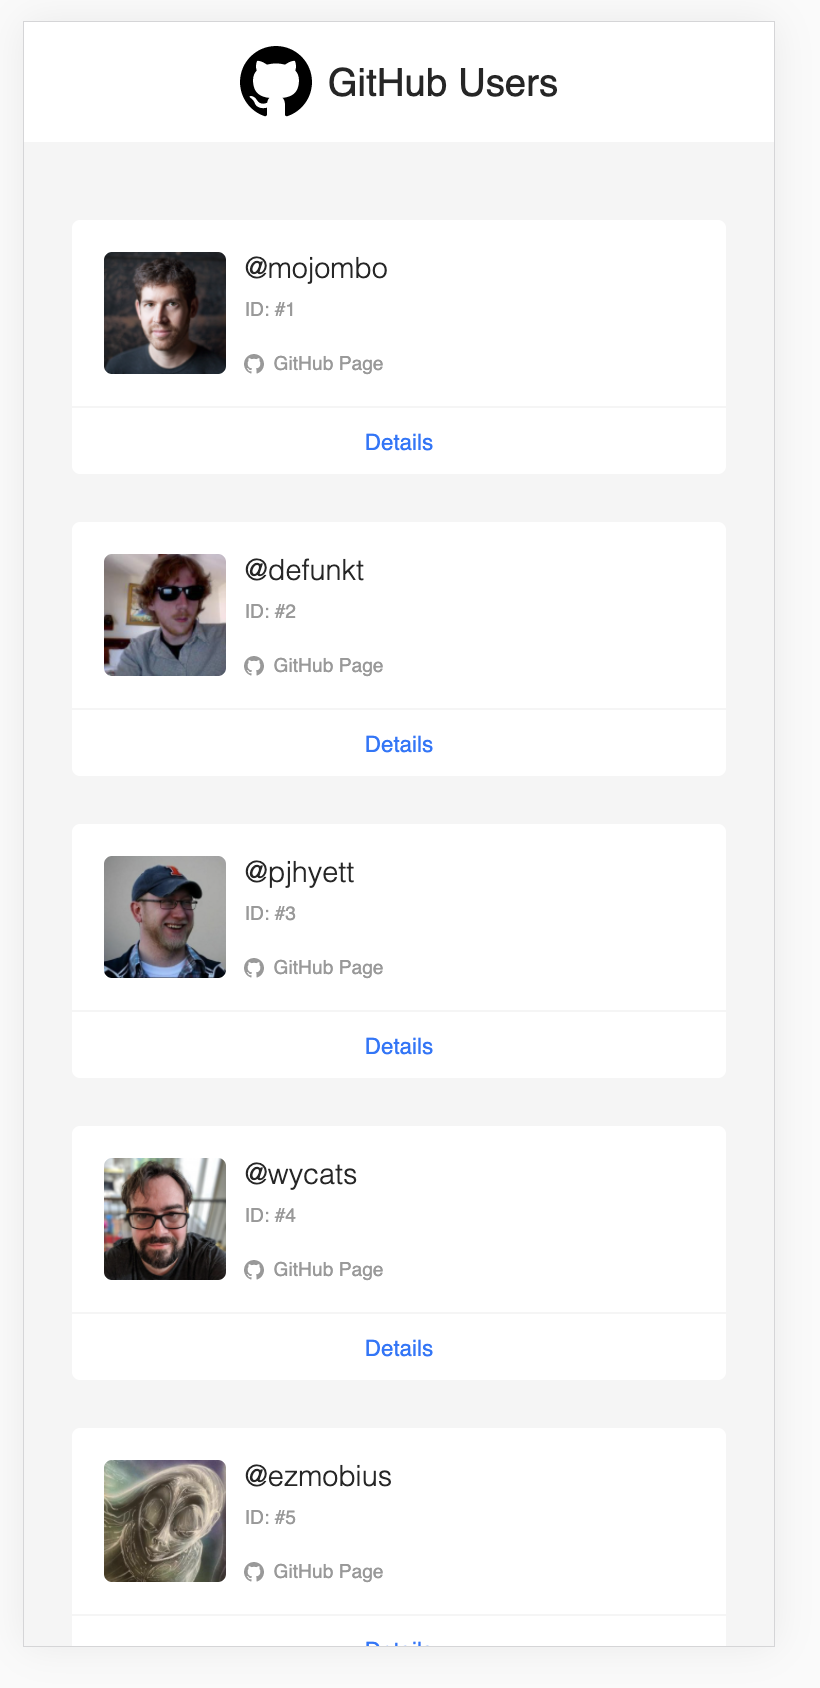 GitHub Users
@mojombo
ID: #1
GitHub Page
Details
@defunkt
ID: #2
GitHub Page
Details
@pjhyett
ID: #3
GitHub Page
Details
@wycats
ID: #4
GitHub Page
Details
@ezmobius
ID: #5
GitHub Page
Details